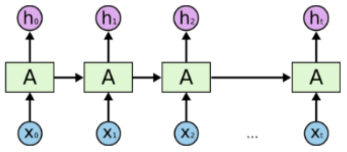 h₀ h₁ h₂ hₜ
A A A A
x₀ x₁ x₂ ... xₜ